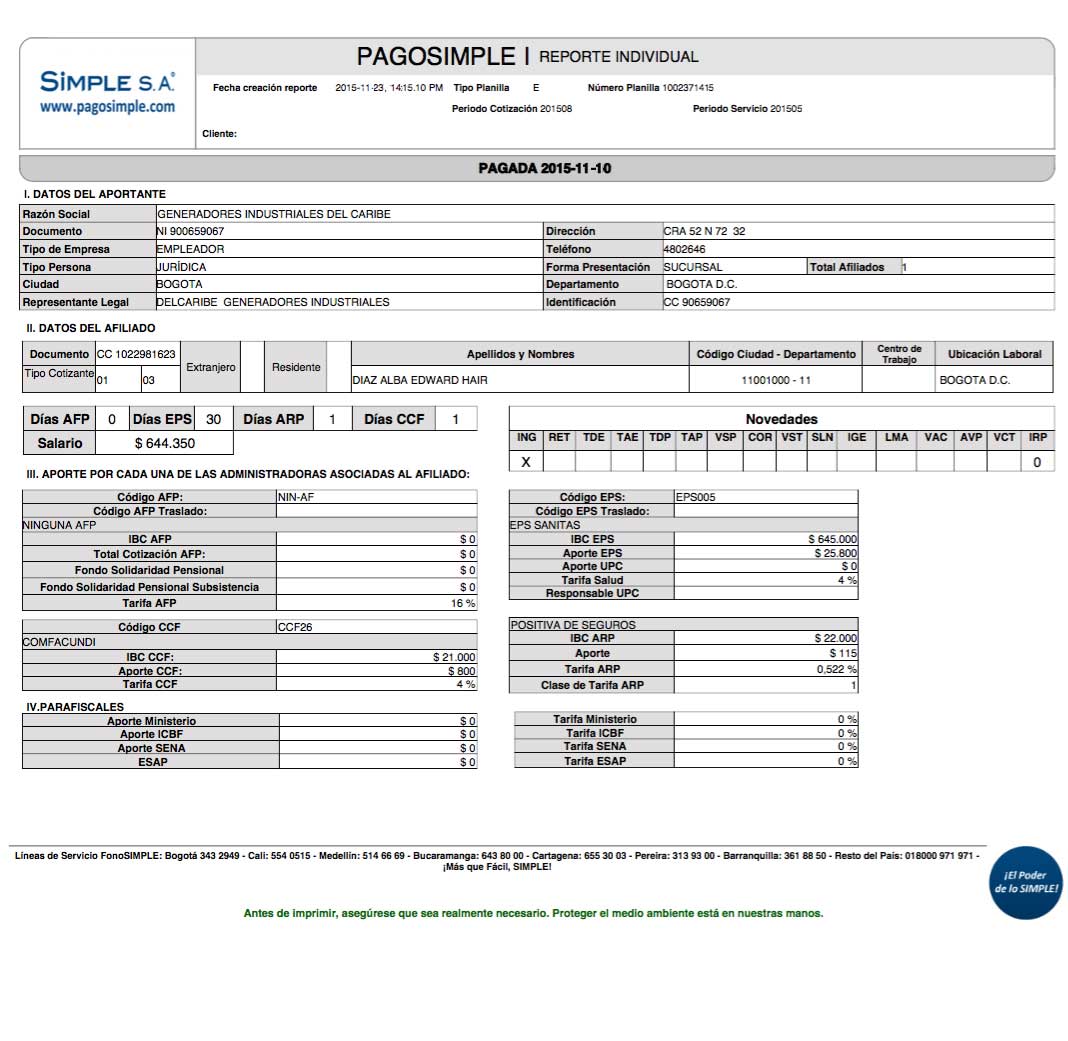 SIMPLE S.A.®
www.pagosimple.com
PAGOSIMPLE I REPORTE INDIVIDUAL
Fecha creación reporte 2015-11-23, 14:15.10 PM Tipo Planilla E Número Planilla 1002371415
Periodo Cotización 201508 Periodo Servicio 201505
Cliente:
PAGADA 2015-11-10
I. DATOS DEL APORTANTE
Razón Social GENERADORES INDUSTRIALES DEL CARIBE
Documento NI 900659067 Dirección CRA 52 N 72 32
Tipo de Empresa EMPLEADOR Teléfono 4802646
Tipo Persona JURÍDICA Forma Presentación SUCURSAL Total Afiliados 1
Ciudad BOGOTA Departamento BOGOTA D.C.
Representante Legal DELCARIBE GENERADORES INDUSTRIALES Identificación CC 90659067
II. DATOS DEL AFILIADO
Documento CC 1022981623 Extranjero Residente Apellidos y Nombres Código Ciudad - Departamento Centro de Trabajo Ubicación Laboral
Tipo Cotizante 01 03 DIAZ ALBA EDWARD HAIR 11001000 - 11 BOGOTA D.C.
Días AFP 0 Días EPS 30 Días ARP 1 Días CCF 1
Salario $ 644.350
Novedades
ING RET TDE TAE TDP TAP VSP COR VST SLN IGE LMA VAC AVP VCT IRP
X 0
III. APORTE POR CADA UNA DE LAS ADMINISTRADORAS ASOCIADAS AL AFILIADO:
Código AFP: NIN-AF
Código AFP Traslado:
NINGUNA AFP
IBC AFP $ 0
Total Cotización AFP: $ 0
Fondo Solidaridad Pensional $ 0
Fondo Solidaridad Pensional Subsistencia $ 0
Tarifa AFP 16 %
Código EPS: EPS005
Código EPS Traslado:
EPS SANITAS
IBC EPS $ 645.000
Aporte EPS $ 25.800
Aporte UPC $ 0
Tarifa Salud 4 %
Responsable UPC
Código CCF CCF26
COMFACUNDI
IBC CCF: $ 21.000
Aporte CCF: $ 800
Tarifa CCF 4 %
POSITIVA DE SEGUROS
IBC ARP $ 22.000
Aporte $ 115
Tarifa ARP 0,522 %
Clase de Tarifa ARP 1
IV.PARAFISCALES
Aporte Ministerio $ 0
Aporte ICBF $ 0
Aporte SENA $ 0
ESAP $ 0
Tarifa Ministerio 0 %
Tarifa ICBF 0 %
Tarifa SENA 0 %
Tarifa ESAP 0 %
Líneas de Servicio FonoSIMPLE: Bogotá 343 2949 - Cali: 554 0515 - Medellín: 514 66 69 - Bucaramanga: 643 80 00 - Cartagena: 655 30 03 - Pereira: 313 93 00 - Barranquilla: 361 88 50 - Resto del País: 018000 971 971 -
¡Más que Fácil, SIMPLE!
¡El Poder
de lo SIMPLE!
Antes de imprimir, asegúrese que sea realmente necesario. Proteger el medio ambiente está en nuestras manos.